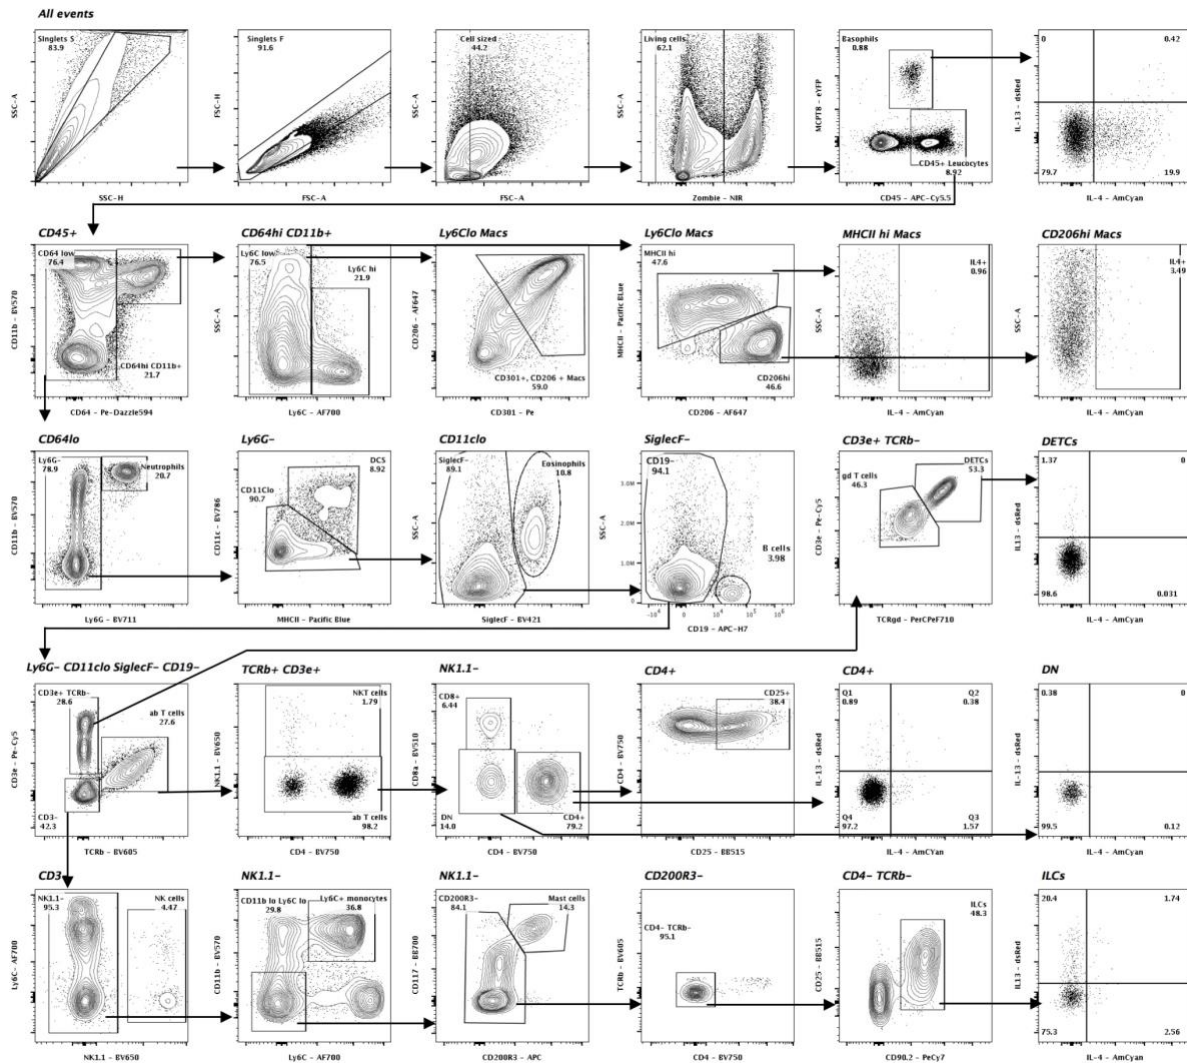 All events
Singlets S
83.9
SSC-A
SSC-H
Singlets F
91.6
FSC-H
FSC-A
Cell sized
44.2
SSC-A
FSC-A
Living cells
62.1
SSC-A
Zombie - NIR
Basophils
0.88
MCPT8 - eYFP
CD45+ Leucocytes
8.92
CD45 - APC-Cy5.5
0
0.42
IL-13 - dsRed
79.7
19.9
IL-4 - AmCyan
CD45+
CD64 low
76.4
CD11b - BV570
CD64hi CD11b+
21.7
CD64 - Pe-Dazzle594
CD64hi CD11b+
Ly6C low
76.5
Ly6C hi
21.9
SSC-A
Ly6C - AF700
Ly6Clo Macs
CD206 - AF647
CD301+, CD206 + Macs
59.0
CD301 - Pe
Ly6Clo Macs
MHCII hi
47.6
MHCII - Pacific BLue
CD206hi
46.6
CD206 - AF647
MHCII hi Macs
IL4+
0.96
SSC-A
IL-4 - AmCyan
CD206hi Macs
IL4+
3.49
SSC-A
IL-4 - AmCyan
CD64lo
Ly6G-
78.9
Neutrophils
20.7
CD11b - BV570
Ly6G - BV711
Ly6G-
DCS
8.92
CD11Clo
90.7
CD11c - BV786
MHCII - Pacific Blue
CD11clo
SiglecF-
89.1
Eosinophils
10.8
SSC-A
SiglecF - BV421
SiglecF-
CD19-
94.1
3.0M
2.0M
1.0M
0
SSC-A
B cells
3.98
-10⁴ 0 10⁴ 10⁵ 10⁶
CD19 - APC-H7
CD3e+ TCRb-
DETCs
53.3
gd T cells
46.3
CD3e - Pe-Cy5
TCRgd - PerCPeF710
DETCs
1.37
0
IL13 - dsRed
98.6
0.031
IL-4 - AmCyan
Ly6G- CD11clo SiglecF- CD19-
CD3e+ TCRb-
28.6
ab T cells
27.6
CD3e - Pe-Cy5
CD3-
42.3
TCRb - BV605
TCRb+ CD3e+
NKT cells
1.79
NK1.1 - BV650
ab T cells
98.2
CD4 - BV750
NK1.1-
CD8+
6.44
CD8a - BV510
DN
14.0
CD4+
79.2
CD4 - BV750
CD4+
CD25+
38.4
CD4 - BV750
CD25 - BB515
CD4+
Q1
0.89
Q2
0.38
IL-13 - dsRed
Q4
97.2
Q3
1.57
IL-4 - AmCYan
DN
0.38
0
IL-13 - dsRed
99.5
0.12
IL-4 - AmCyan
CD3
NK1.1-
95.3
NK cells
4.47
Ly6C- AF700
NK1.1 - BV650
NK1.1-
CD11b lo Ly6C lo
29.8
Ly6C+ monocytes
36.8
CD11b - BV570
Ly6C - AF700
NK1.1-
CD200R3-
84.1
Mast cells
14.3
CD117 - BB700
CD200R3 - APC
CD200R3-
CD4- TCRb-
95.1
TCRb - BV605
CD4 - BV750
CD4- TCRb-
ILCs
48.3
CD25 - BB515
CD90.2 - PeCy7
ILCs
20.4
1.74
IL13 - dsRed
75.3
2.56
IL-4 - AmCyan